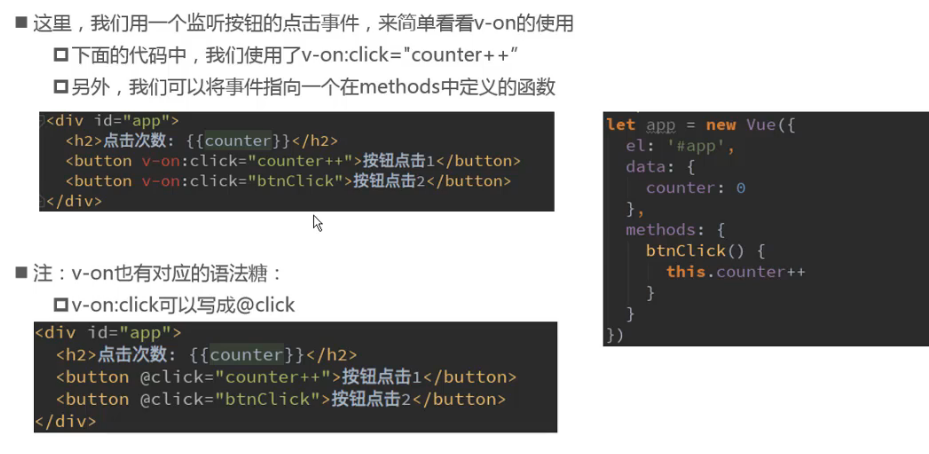 ■ 这里，我们用一个监听按钮的点击事件，来简单看看v-on的使用
下面的代码中，我们使用了v-on:click="counter++“
另外，我们可以将事件指向一个在methods中定义的函数
<div id="app">
<h2>点击次数: {{counter}}</h2>
<button v-on:click="counter++">按钮点击1</button>
<button v-on:click="btnClick">按钮点击2</button>
</div>
let app = new Vue({
el: '#app',
data: {
counter: 0
},
methods: {
btnClick() {
this.counter++
}
}
})
■ 注：v-on也有对应的语法糖：
v-on:click可以写成@click
<div id="app">
<h2>点击次数: {{counter}}</h2>
<button @click="counter++">按钮点击1</button>
<button @click="btnClick">按钮点击2</button>
</div>